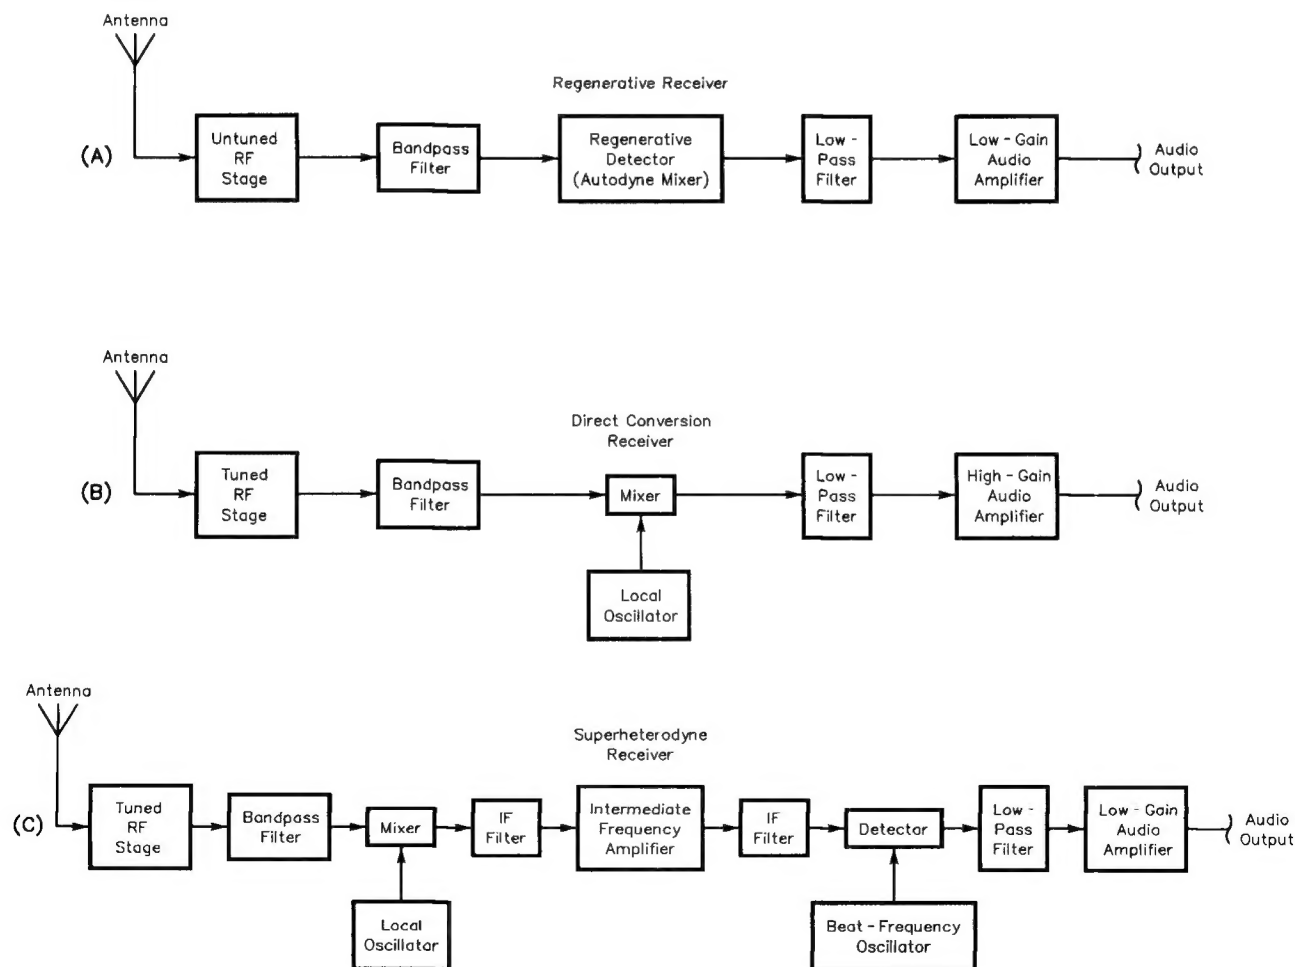 Antenna
Regenerative Receiver
(A)
Untuned
RF
Stage
Bandpass
Filter
Regenerative
Detector
(Autodyne Mixer)
Low-
Pass
Filter
Low-Gain
Audio
Amplifier
Audio
Output
Antenna
Direct Conversion
Receiver
(B)
Tuned
RF
Stage
Bandpass
Filter
Mixer
Low-
Pass
Filter
High-Gain
Audio
Amplifier
Audio
Output
Local
Oscillator
Antenna
Superheterodyne
Receiver
(C)
Tuned
RF
Stage
Bandpass
Filter
Mixer
IF
Filter
Intermediate
Frequency
Amplifier
IF
Filter
Detector
Low-
Pass
Filter
Low-Gain
Audio
Amplifier
Audio
Output
Local
Oscillator
Beat-Frequency
Oscillator